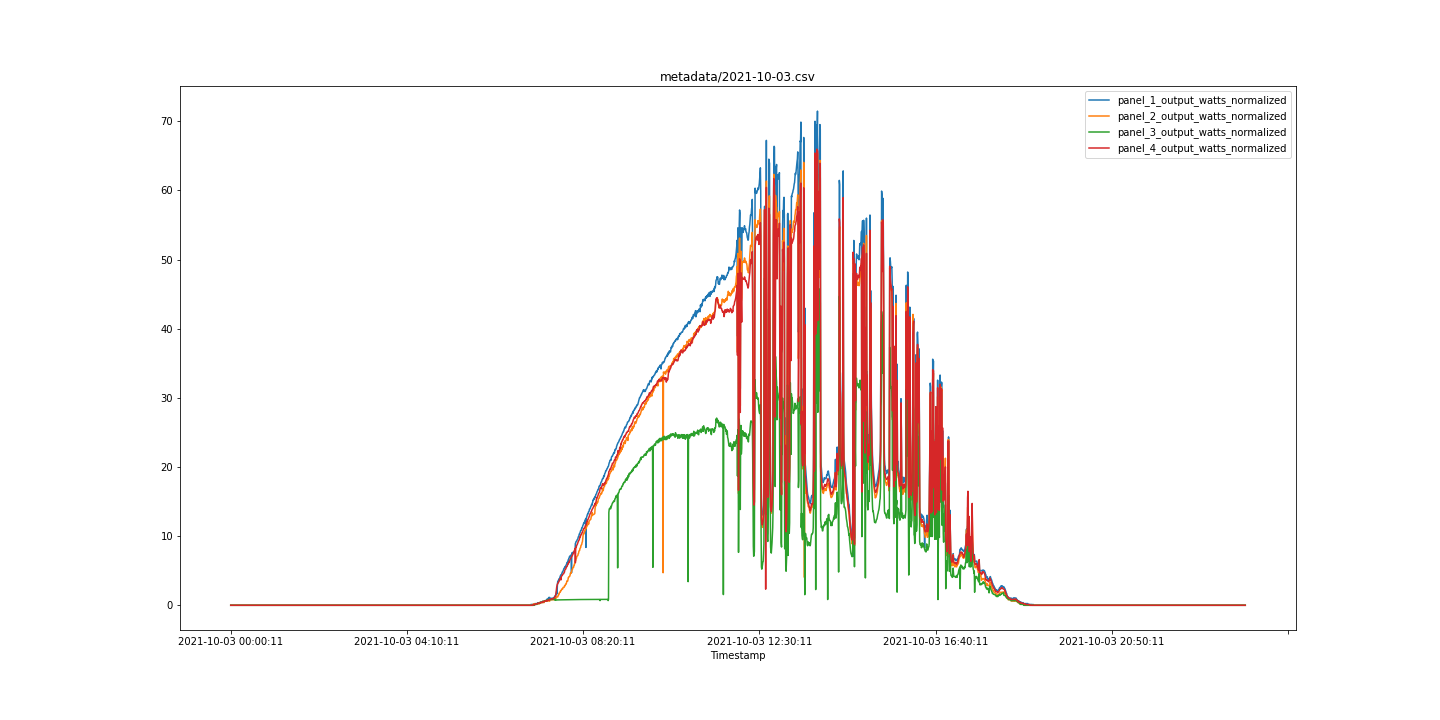 metadata/2021-10-03.csv
panel_1_output_watts_normalized
panel_2_output_watts_normalized
panel_3_output_watts_normalized
panel_4_output_watts_normalized
70
60
50
40
30
20
10
0
2021-10-03 00:00:11 2021-10-03 04:10:11 2021-10-03 08:20:11 2021-10-03 12:30:11 2021-10-03 16:40:11 2021-10-03 20:50:11
Timestamp